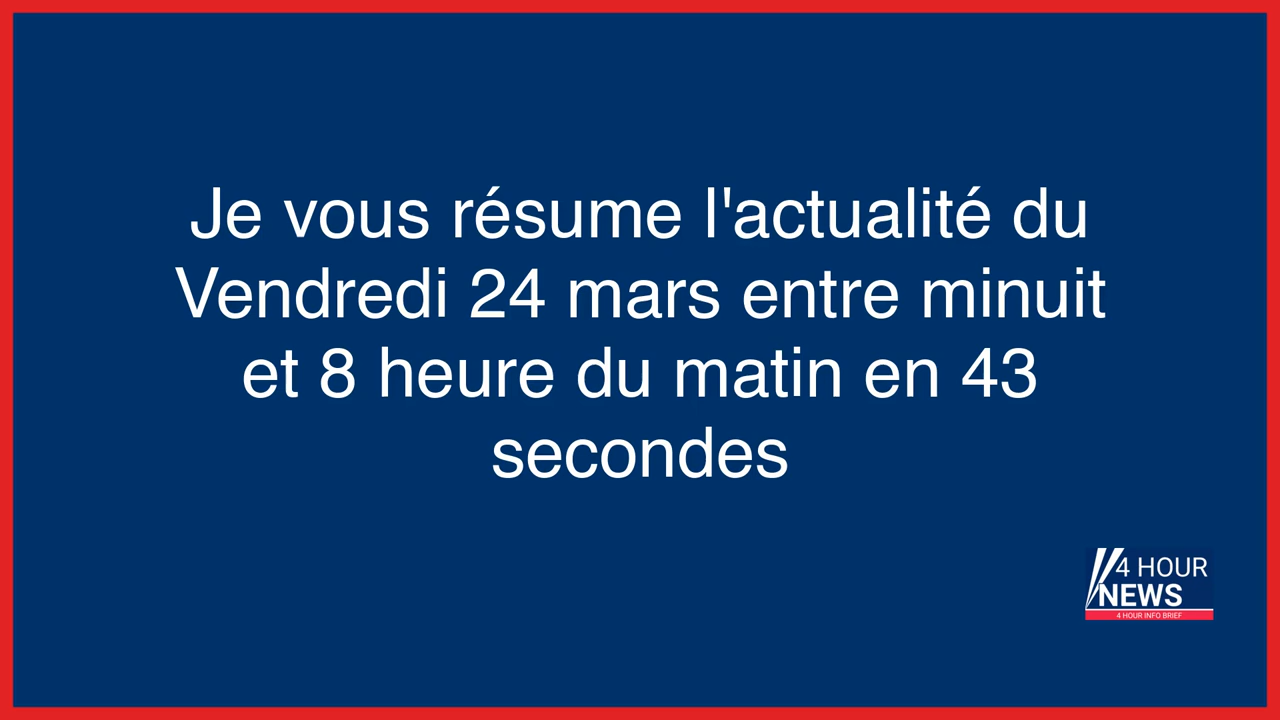 Je vous résume l'actualité du
Vendredi 24 mars entre minuit
et 8 heure du matin en 43
secondes
4 HOUR
NEWS
4 HOUR INFO BRIEF